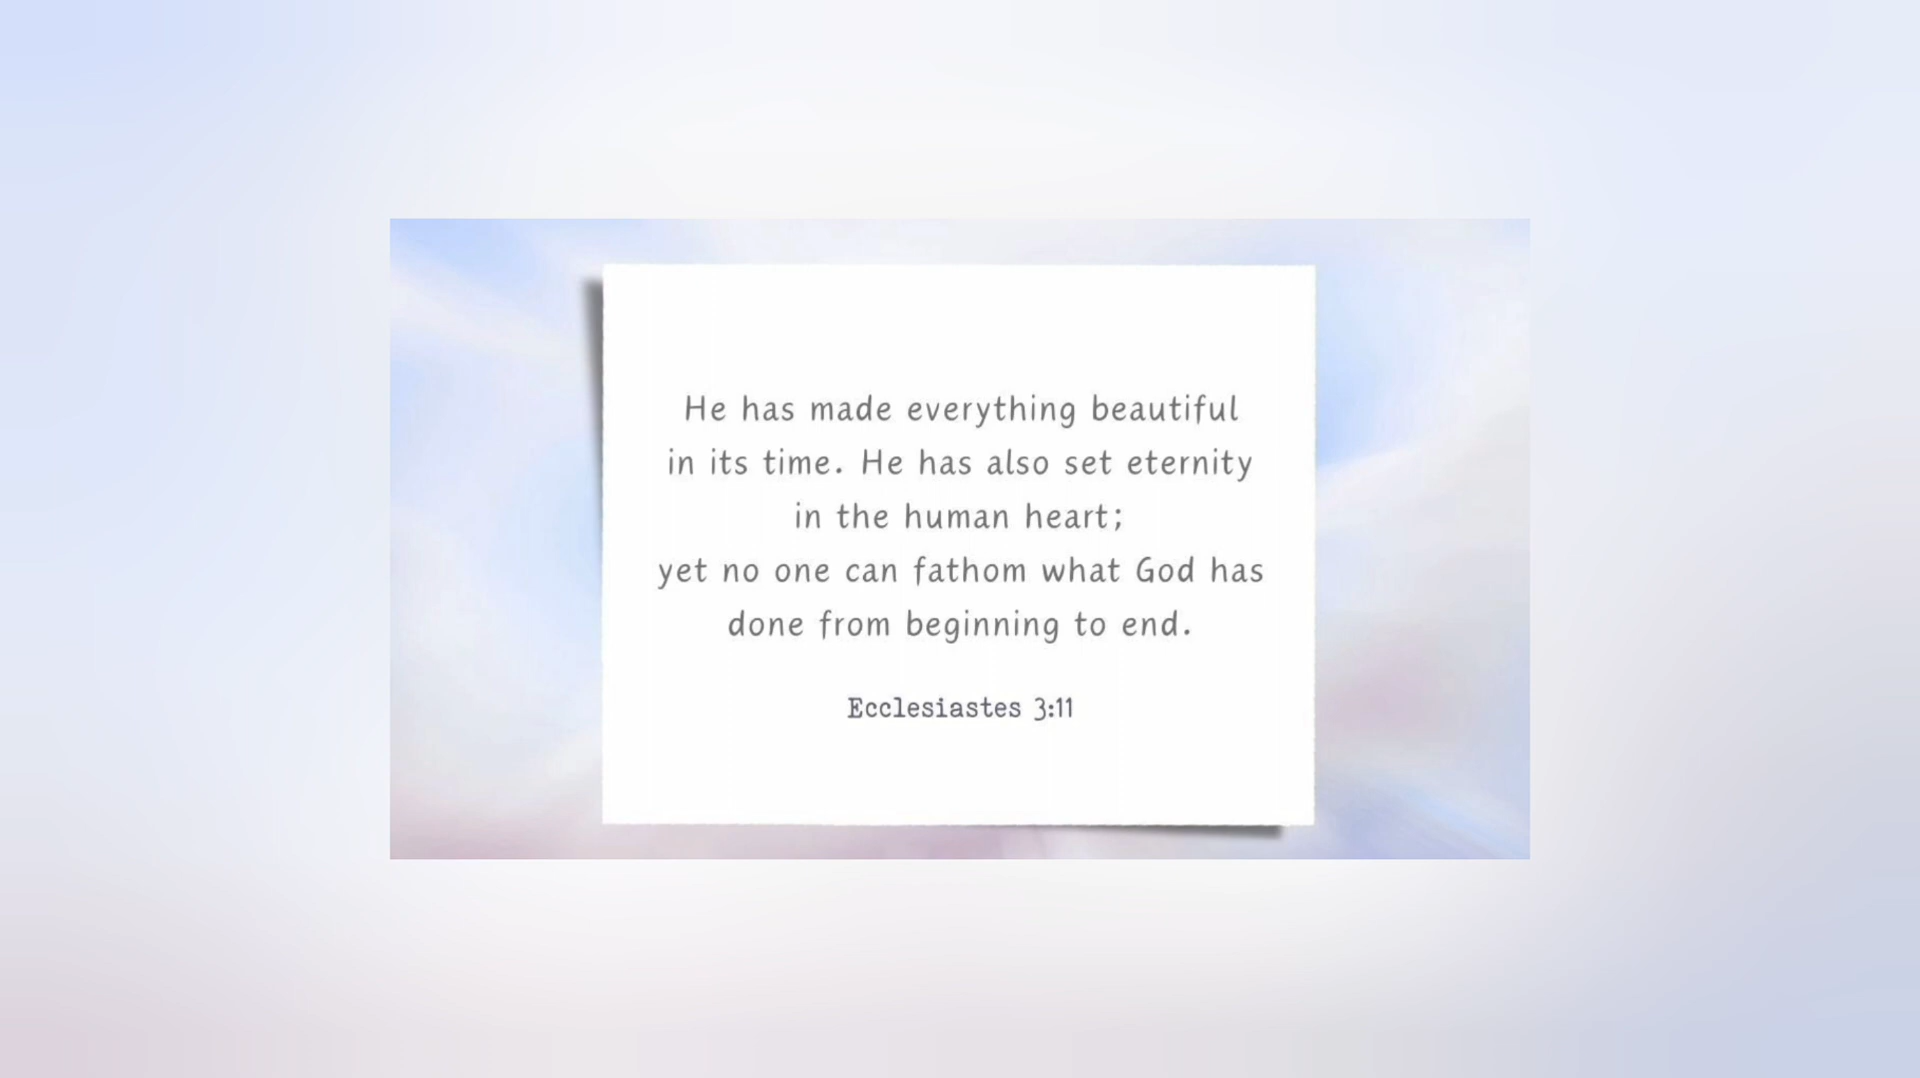 He has made everything beautiful
in its time. He has also set eternity
in the human heart;
yet no one can fathom what God has
done from beginning to end.
Ecclesiastes 3:11